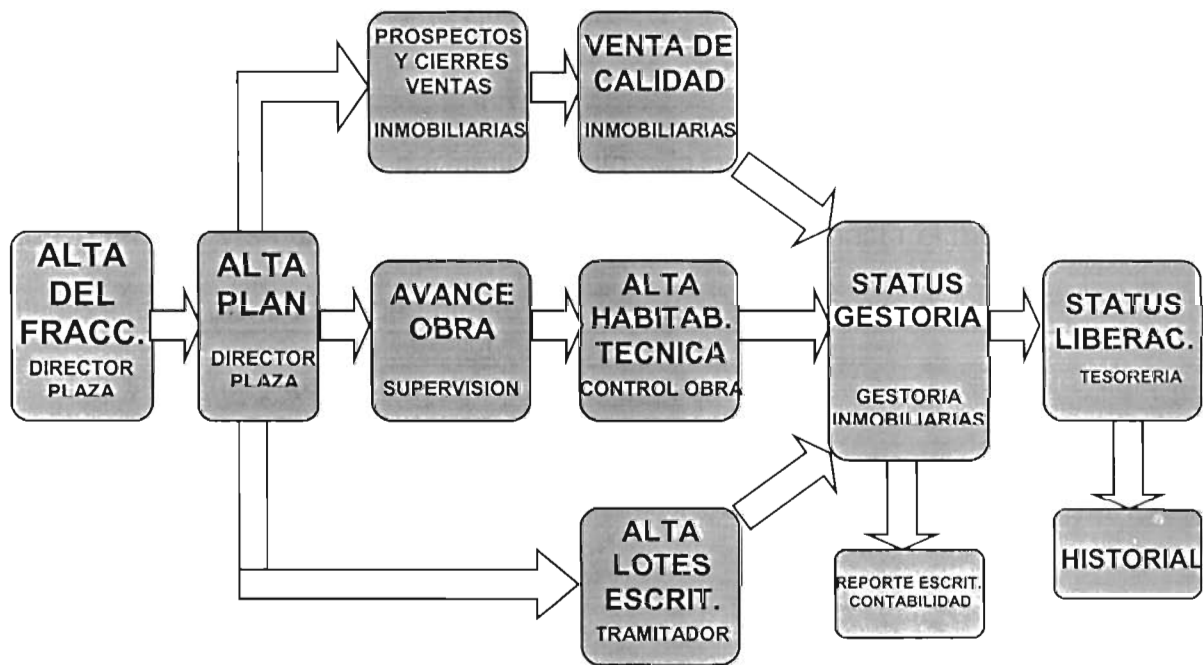 PROSPECTOS
Y CIERRES
VENTAS
INMOBILIARIAS
VENTA DE
CALIDAD
INMOBILIARIAS
ALTA
DEL
FRACC.
DIRECTOR
PLAZA
ALTA
PLAN
DIRECTOR
PLAZA
AVANCE
OBRA
SUPERVISION
ALTA
HABITAB.
TECNICA
CONTROL OBRA
STATUS
GESTORIA
GESTORIA
INMOBILIARIAS
STATUS
LIBERAC.
TESORERIA
ALTA
LOTES
ESCRIT.
TRAMITADOR
REPORTE ESCRIT.
CONTABILIDAD
HISTORIAL